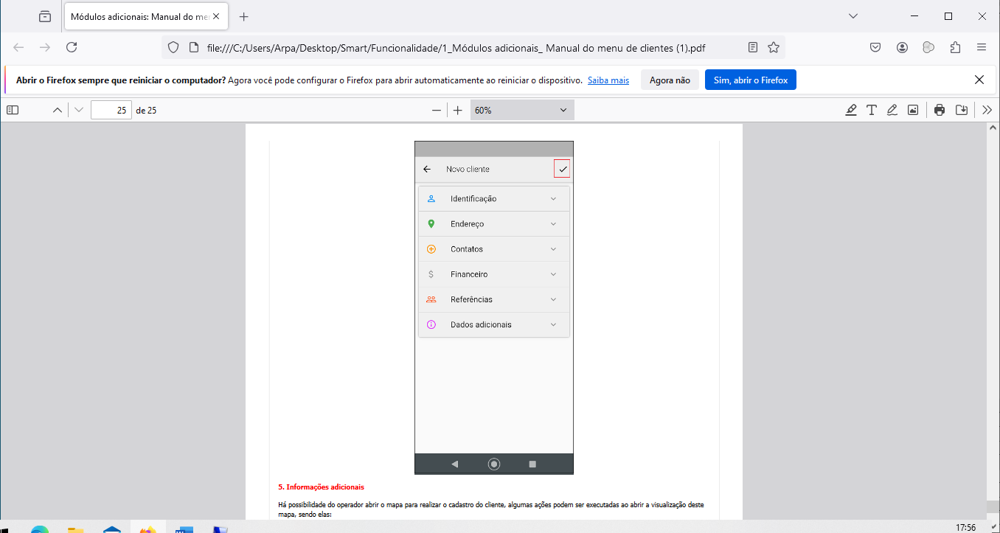 Módulos adicionais: Manual do me
file:///C:/Users/Arpa/Desktop/Smart/Funcionalidade/1_Módulos adicionais_ Manual do menu de clientes (1).pdf
Abrir o Firefox sempre que reiniciar o computador? Agora você pode configurar o Firefox para abrir automaticamente ao reiniciar o dispositivo. Saiba mais Agora não Sim, abrir o Firefox
25 de 25 60%
Novo cliente
Identificação
Endereço
Contatos
Financeiro
Referências
Dados adicionais
5. Informações adicionais
Há possibilidade do operador abrir o mapa para realizar o cadastro do cliente, algumas ações podem ser executadas ao abrir a visualização deste
mapa, sendo elas:
17:56